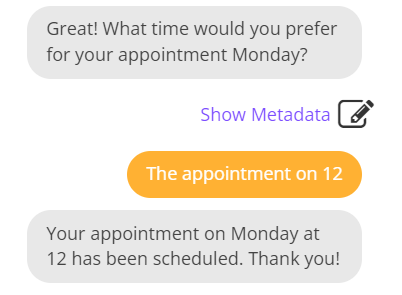 Great! What time would you prefer
for your appointment Monday?
Show Metadata
The appointment on 12
Your appointment on Monday at
12 has been scheduled. Thank you!